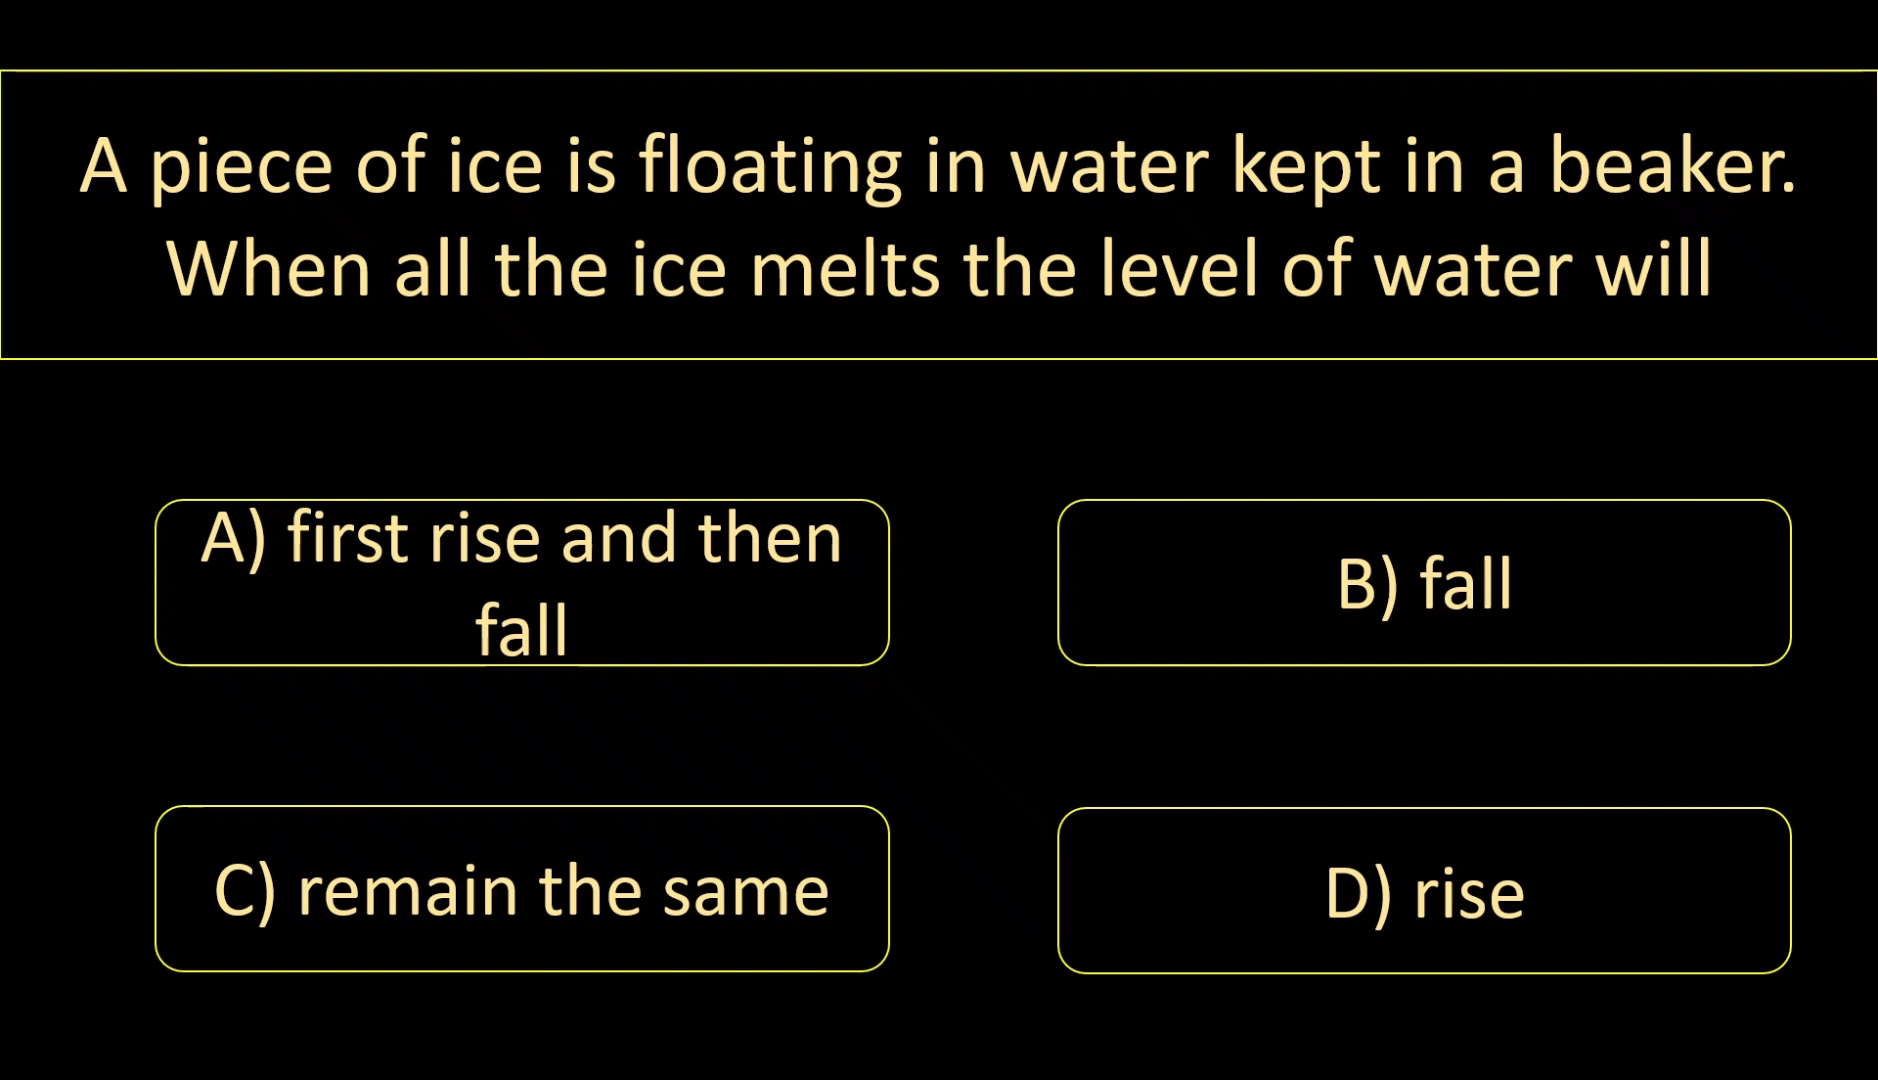 A piece of ice is floating in water kept in a beaker.
When all the ice melts the level of water will
A) first rise and then
fall
B) fall
C) remain the same
D) rise